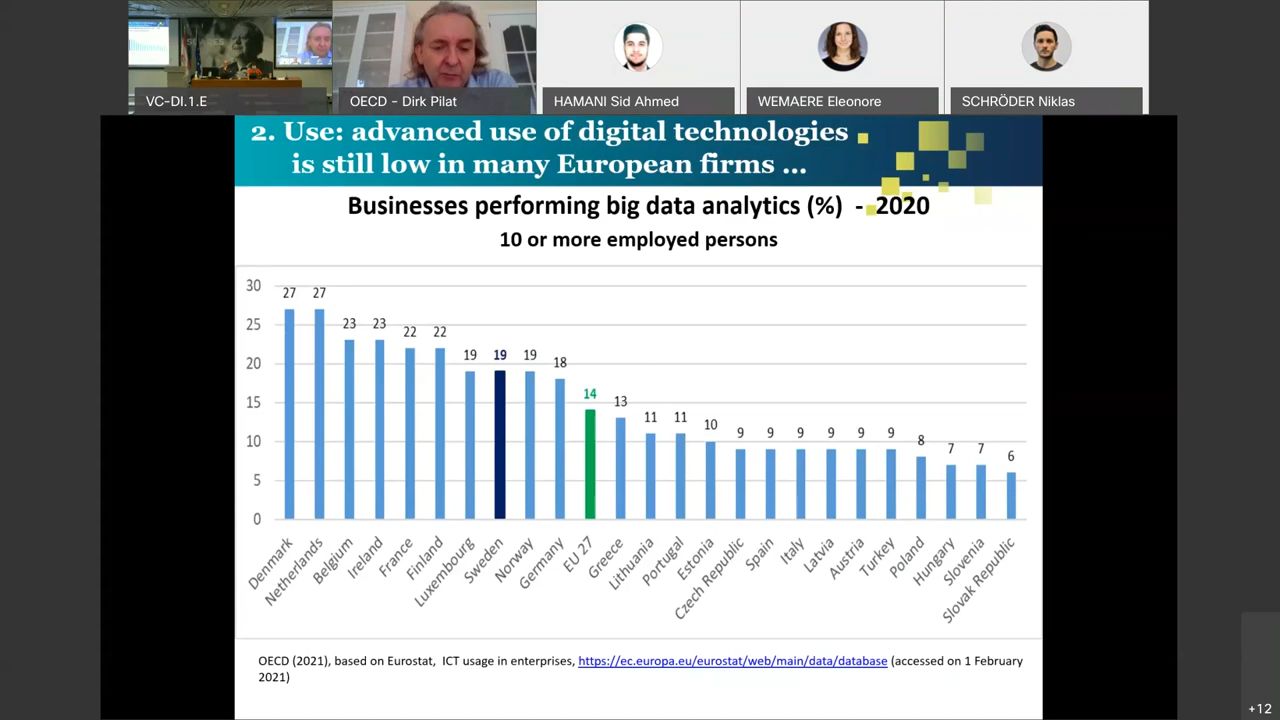 VC-DI.1.E
OECD - Dirk Pilat
HAMANI Sid Ahmed
WEMAERE Eleonore
SCHRÖDER Niklas
2. Use: advanced use of digital technologies
is still low in many European firms ...
Businesses performing big data analytics (%) - 2020
10 or more employed persons
30
25
20
15
10
5
0
27
27
23
23
22
22
19
19
19
18
14
13
11
11
10
9
9
9
9
9
9
8
7
7
6
Denmark
Netherlands
Belgium
Ireland
France
Finland
Luxembourg
Sweden
Norway
Germany
EU 27
Greece
Lithuania
Portugal
Estonia
Czech Republic
Spain
Italy
Latvia
Austria
Turkey
Poland
Hungary
Slovenia
Slovak Republic
OECD (2021), based on Eurostat, ICT usage in enterprises, https://ec.europa.eu/eurostat/web/main/data/database (accessed on 1 February
2021)
+12